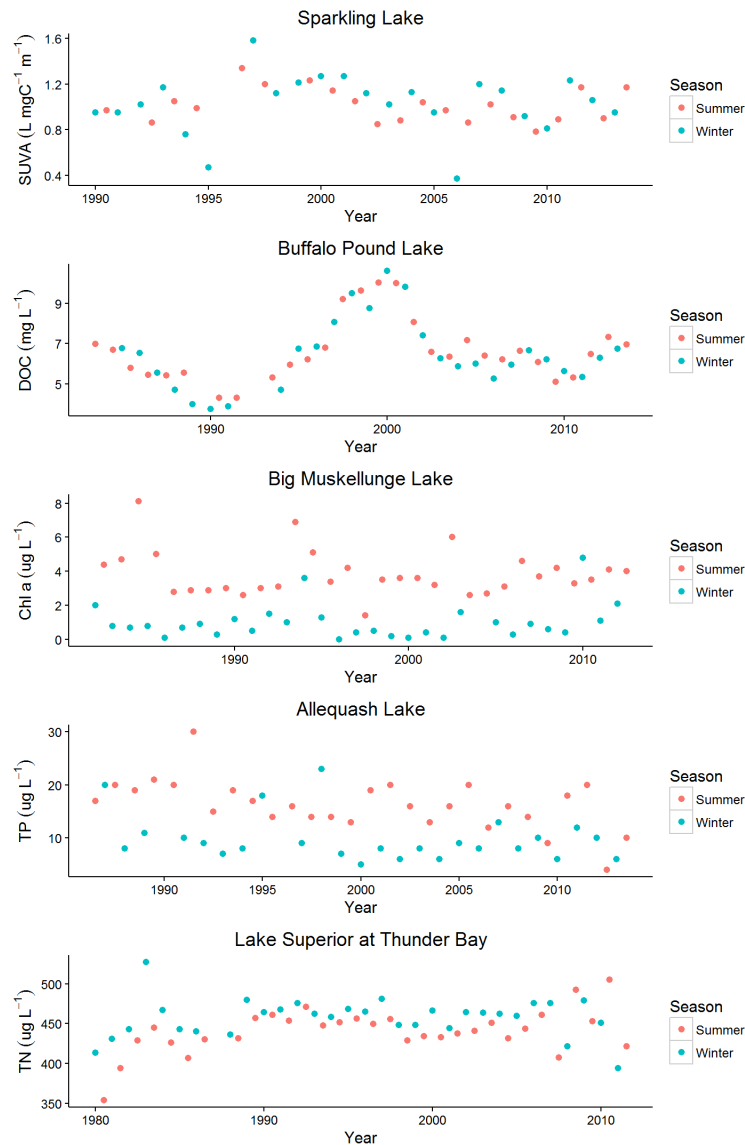 Sparkling Lake
SUVA (L mgC⁻¹ m⁻¹)
1.6
1.2
0.8
0.4
1990 1995 2000 2005 2010
Year
Season
Summer
Winter
Buffalo Pound Lake
DOC (mg L⁻¹)
9
7
5
1990 2000 2010
Year
Season
Summer
Winter
Big Muskellunge Lake
Chl a (ug L⁻¹)
8
6
4
2
0
1990 2000 2010
Year
Season
Summer
Winter
Allequash Lake
TP (ug L⁻¹)
30
20
10
1990 1995 2000 2005 2010
Year
Season
Summer
Winter
Lake Superior at Thunder Bay
TN (ug L⁻¹)
500
450
400
350
1980 1990 2000 2010
Year
Season
Summer
Winter